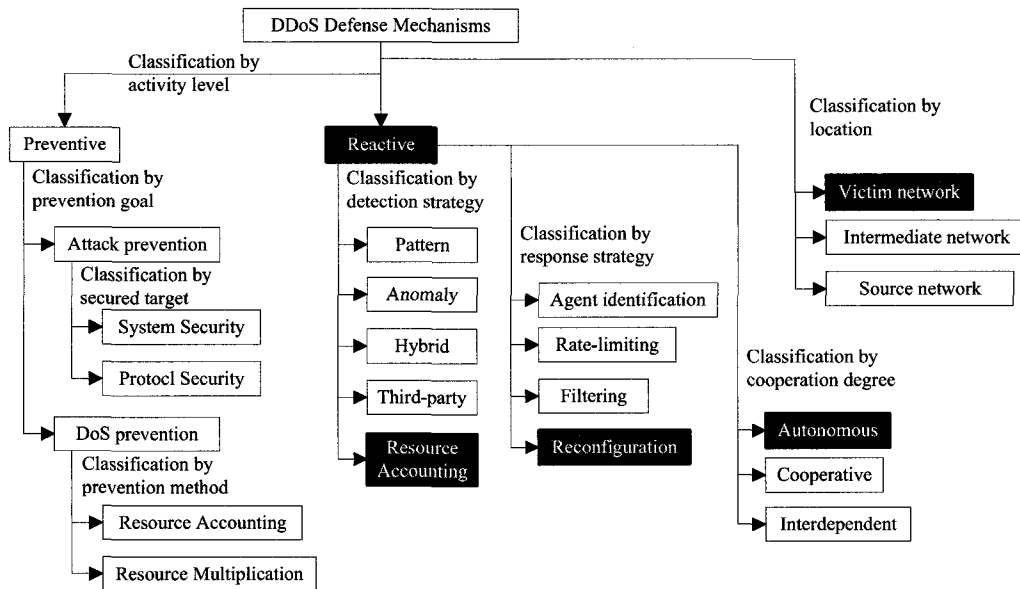 DDoS Defense Mechanisms
Classification by
activity level
Preventive
Classification by
prevention goal
Attack prevention
Classification by
secured target
System Security
Protocl Security
DoS prevention
Classification by
prevention method
Resource Accounting
Resource Multiplication
Reactive
Classification by
detection strategy
Pattern
Anomaly
Hybrid
Third-party
Resource
Accounting
Classification by
response strategy
Agent identification
Rate-limiting
Filtering
Reconfiguration
Classification by
cooperation degree
Autonomous
Cooperative
Interdependent
Classification by
location
Victim network
Intermediate network
Source network